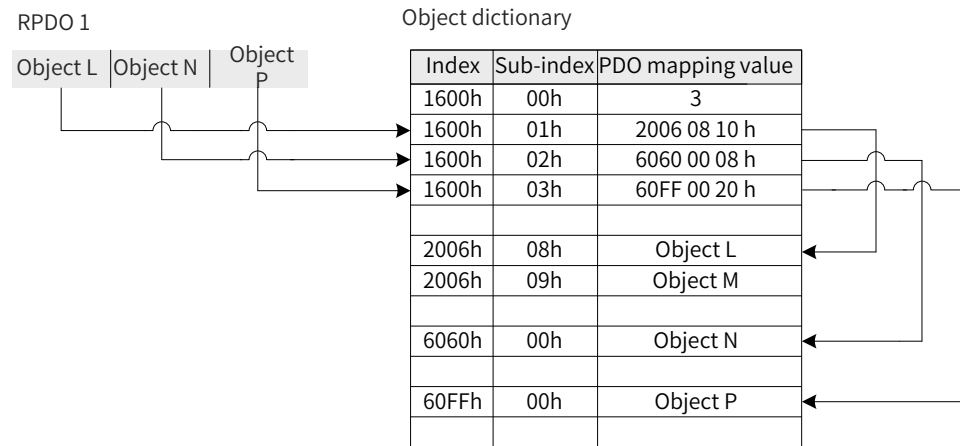 RPDO 1
Object dictionary
Object L Object N Object
P
Index Sub-index PDO mapping value
1600h 00h 3
1600h 01h 2006 08 10 h
1600h 02h 6060 00 08 h
1600h 03h 60FF 00 20 h
2006h 08h Object L
2006h 09h Object M
6060h 00h Object N
60FFh 00h Object P